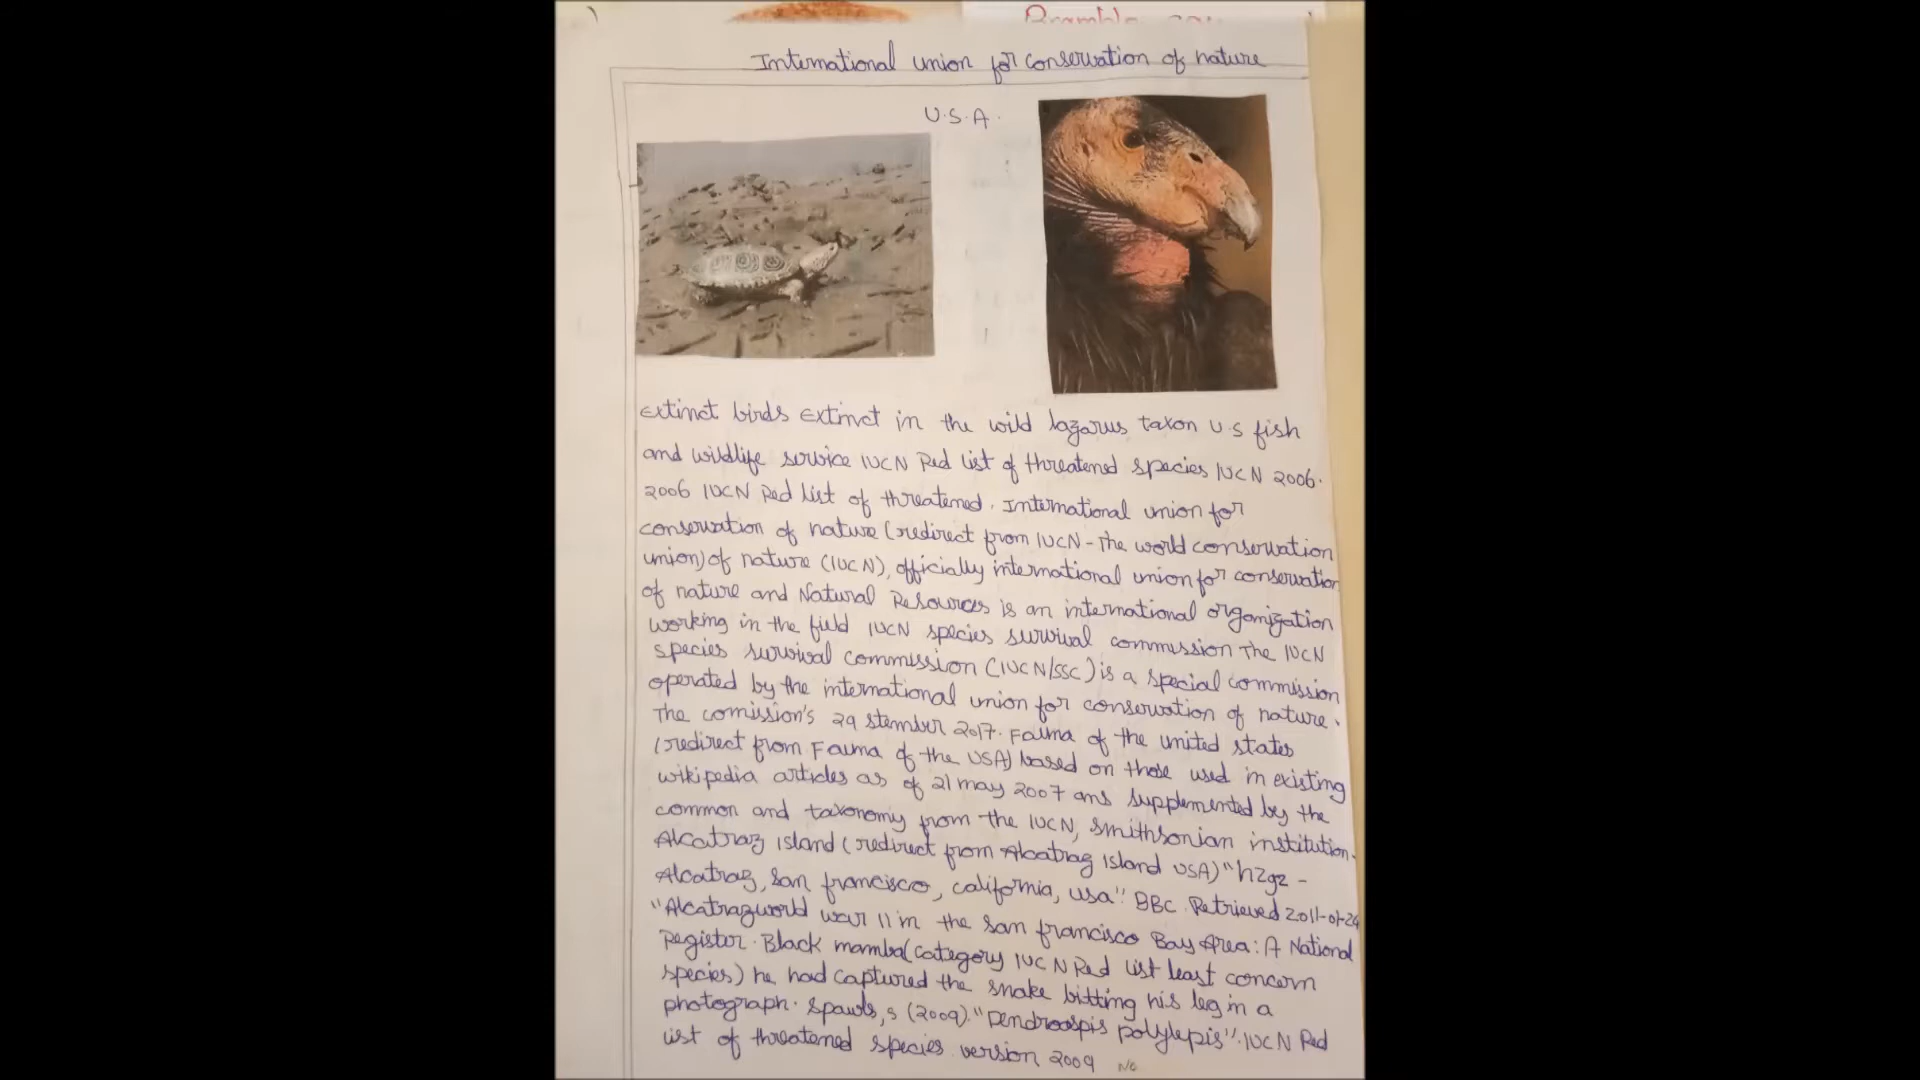 International union for conservation of nature
U.S.A.
Extinct birds Extinct in the wild lazarus taxon U.S fish
and wildlife service IUCN Red list of threatened species IUCN 2006.
2006 IUCN Red list of threatened. International union for
conservation of nature (redirect from IUCN - The world conservation
union) of nature (IUCN), officially international union for conservation
of nature and Natural Resources is an international organization
working in the field IUCN species survival commission The IUCN
species survival commission (IUCN/SSC) is a special commission
operated by the international union for conservation of nature.
The comission's 29 stember 2017. Fauna of the united states
(redirect from Fauna of the USA) based on those used in existing
wikipedia articles as of 21 may 2007 ans supplemented by the
common and taxonomy from the IUCN, smithsonian institution.
Alcatraz island (redirect from Alcatraz island USA) "h2g2 -
Alcatraz, san francisco, california, usa". BBC. Retrieved 2011-01-24
"Alcatraz world war 11 in the san francisco Bay Area: A National
Register. Black mamba (category IUCN Red list least concern
species) he had captured the snake bitting his leg in a
photograph. spawls, s (2009). "Dendroaspis polylepis". IUCN Red
list of threatened species version 2009